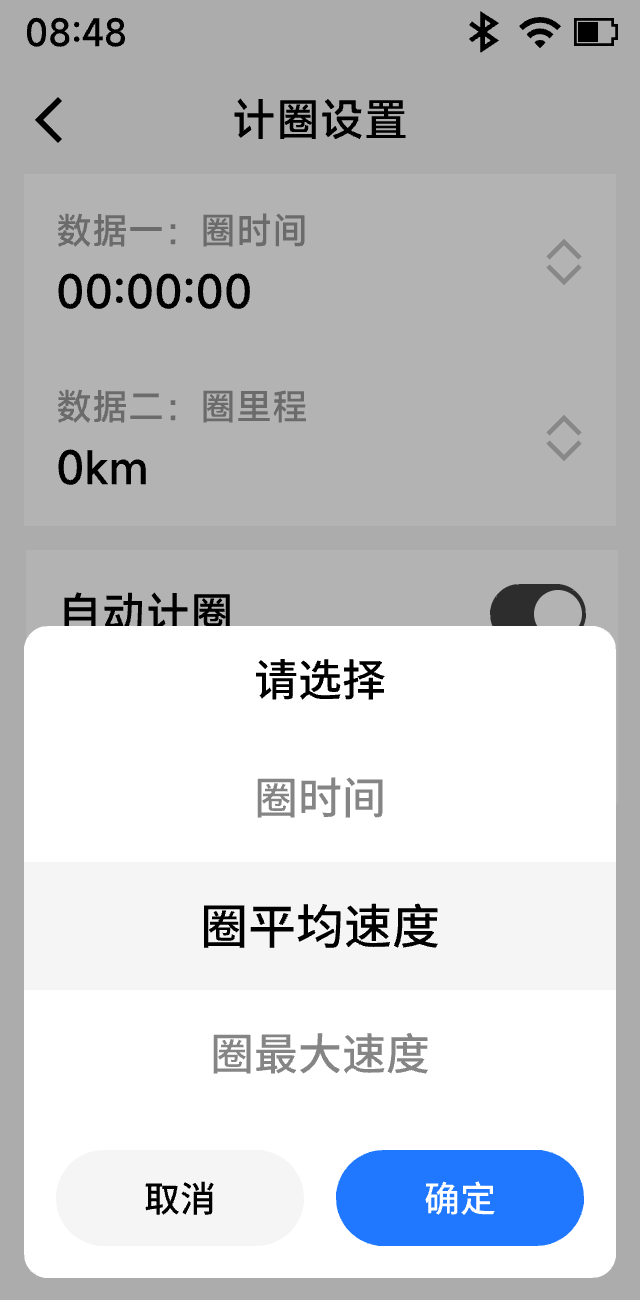 08:48
计圈设置
数据一：圈时间
00:00:00
数据二：圈里程
0km
自动计圈
请选择
圈时间
圈平均速度
圈最大速度
取消
确定